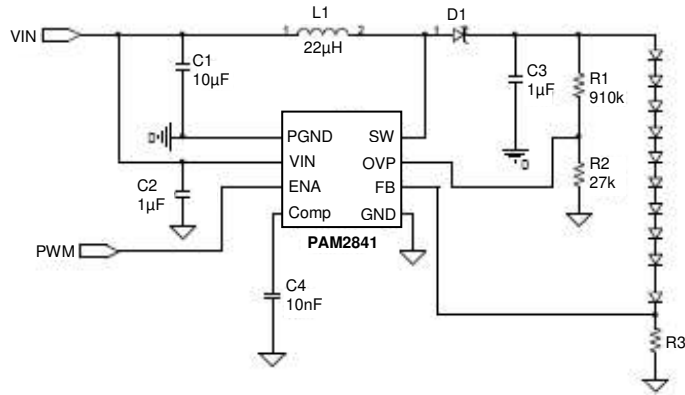 L1
D1
VIN
1
2
1
22µH
C1
10µF
C3
1µF
R1
910k
PGND
SW
VIN
OVP
R2
27k
C2
1µF
ENA
FB
Comp
GND
PAM2841
PWM
C4
10nF
R3